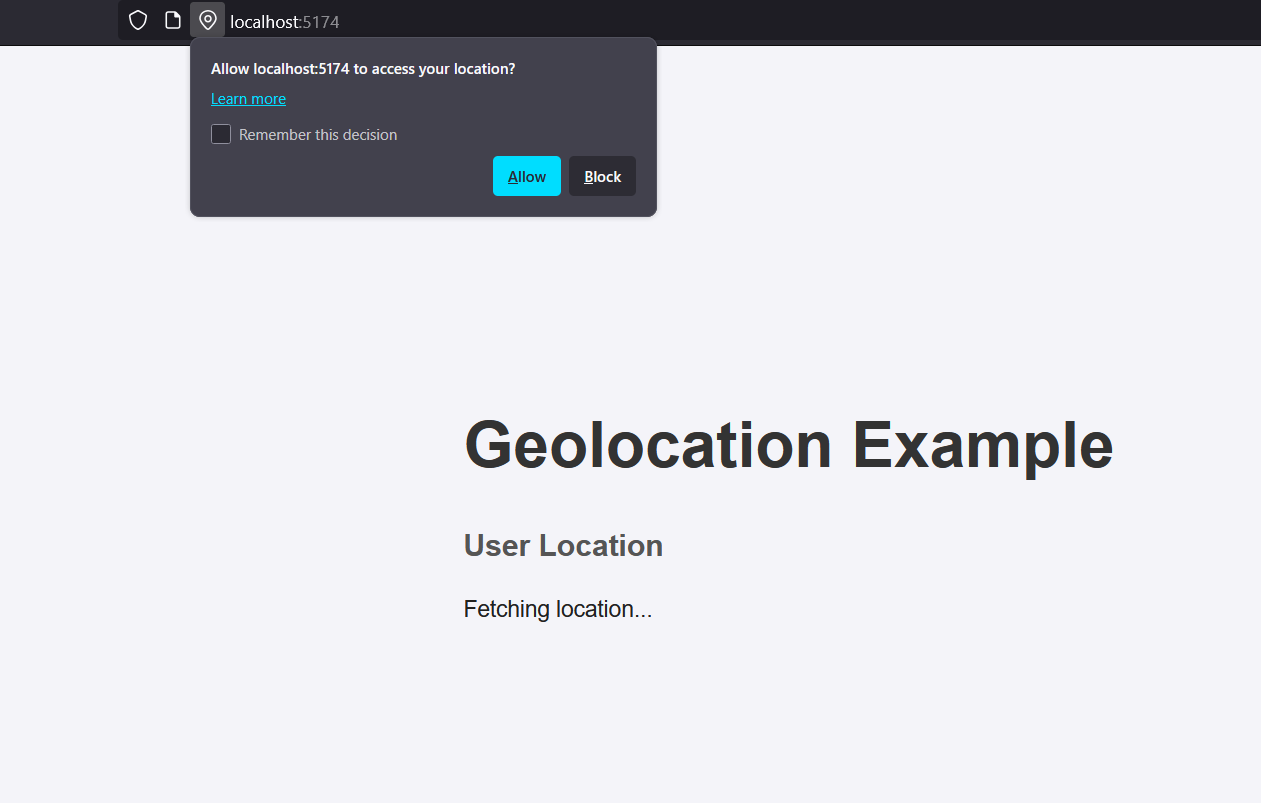 localhost:5174
Allow localhost:5174 to access your location?
Learn more
Remember this decision
Allow Block
Geolocation Example
User Location
Fetching location...